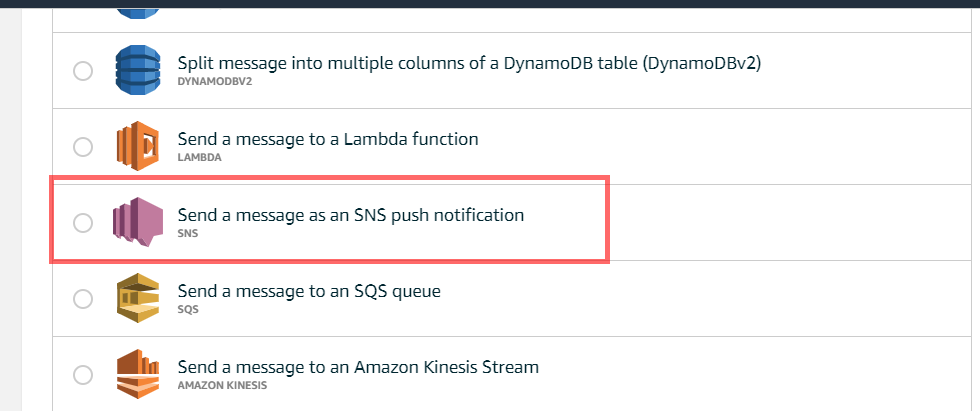 Split message into multiple columns of a DynamoDB table (DynamoDBv2)
DYNAMODBV2
Send a message to a Lambda function
LAMBDA
Send a message as an SNS push notification
SNS
Send a message to an SQS queue
SQS
Send a message to an Amazon Kinesis Stream
AMAZON KINESIS